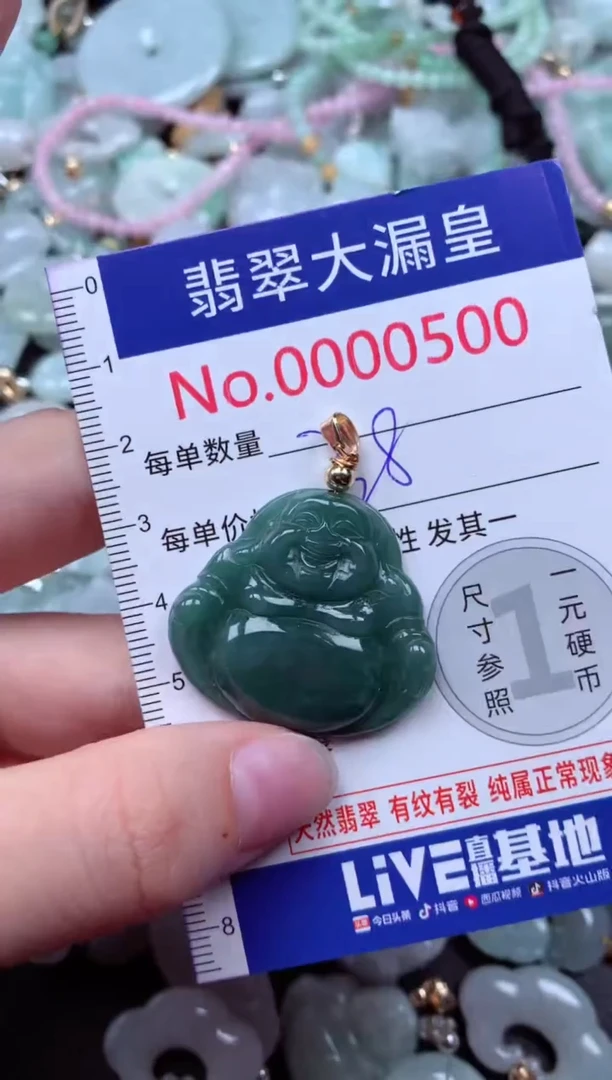 翡翠大漏皇
No.0000500
0
1
2
3
4
5
8
每单数量
28
每单价
性 发其一
尺寸参照
1
一元硬币
天然翡翠 有纹有裂 纯属正常现象
LiVE直播基地
头条 今日头条 抖音 西瓜视频 抖音火山版